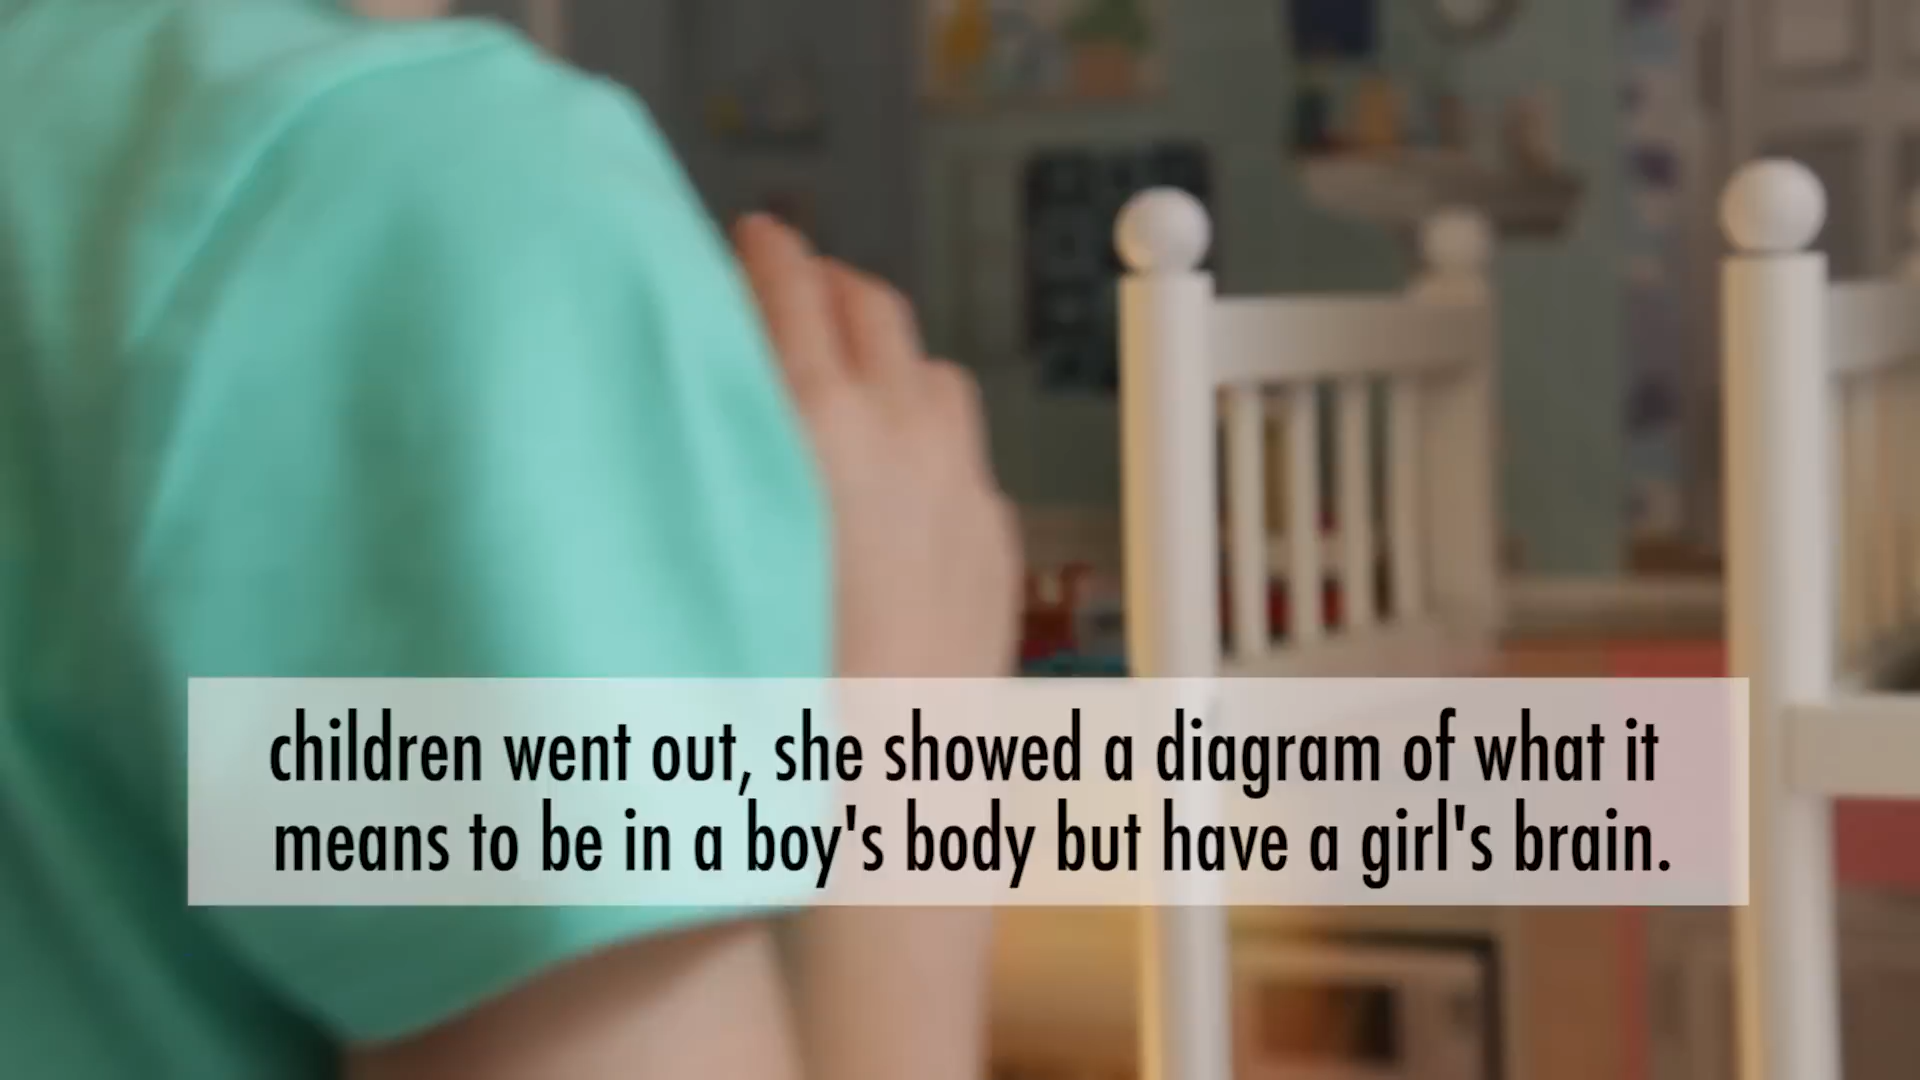 children went out, she showed a diagram of what it
means to be in a boy's body but have a girl's brain.